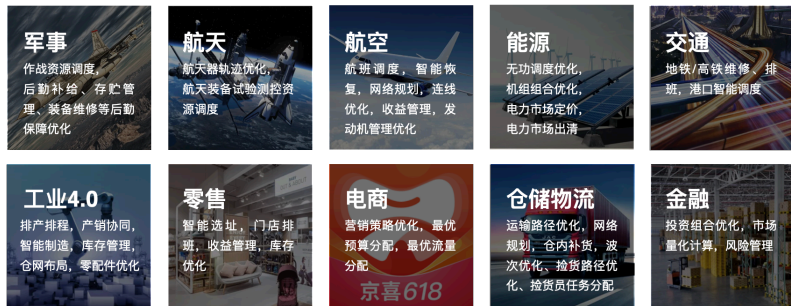 军事
作战资源调度，
后勤补给、存贮管
理、装备维修等后勤
保障优化
航天
航天器轨迹优化，
航天装备试验测控资
源调度
航空
航班调度，智能恢
复，网络规划，连线
优化，收益管理，发
动机管理优化
能源
无功调度优化，
机组组合优化，
电力市场定价，
电力市场出清
交通
地铁/高铁维修、排
班，港口智能调度
工业4.0
排产排程，产销协同，
智能制造，库存管理，
仓网布局，零配件优化
零售
智能选址，门店排
班，收益管理，库存
优化
电商
营销策略优化，最优
预算分配，最优流量
分配
京喜618
仓储物流
运输路径优化，网络
规划，仓内补货，波
次优化、捡货路径优
化、捡货员任务分配
金融
投资组合优化，市场
量化计算，风险管理